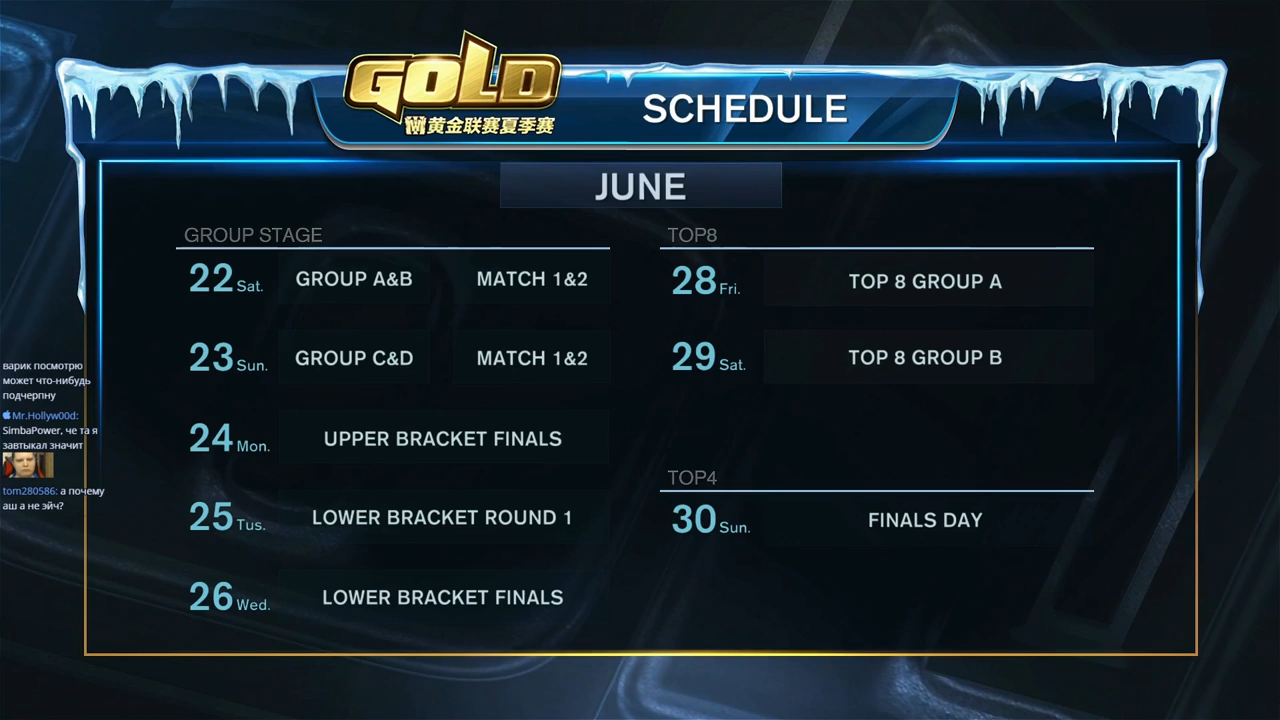 GOLD
W黄金联赛夏季赛
SCHEDULE
JUNE
GROUP STAGE
22 Sat. GROUP A&B MATCH 1&2
23 Sun. GROUP C&D MATCH 1&2
24 Mon. UPPER BRACKET FINALS
25 Tus. LOWER BRACKET ROUND 1
26 Wed. LOWER BRACKET FINALS
TOP8
28 Fri. TOP 8 GROUP A
29 Sat. TOP 8 GROUP B
TOP4
30 Sun. FINALS DAY
варик посмотрю
может что-нибудь
подчерпну
Mr.Hollyw00d:
SimbaPower, че та я
завтыкал значит
tom280586: а почему
аш а не эйч?